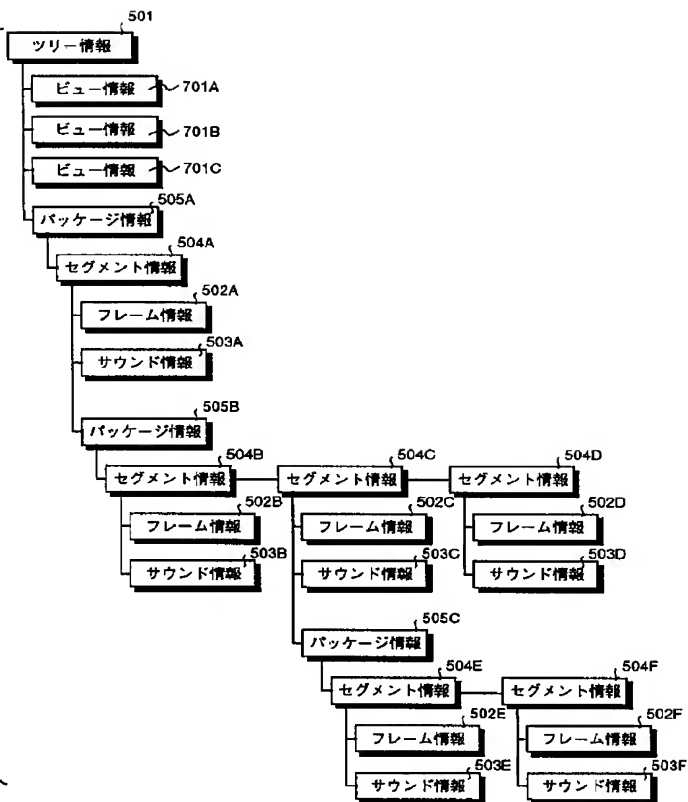 501
ツリー情報
ビュー情報 701A
ビュー情報 701B
ビュー情報 701C
505A
パッケージ情報
504A
セグメント情報
502A
フレーム情報
503A
サウンド情報
505B
パッケージ情報
504B 504C 504D
セグメント情報 セグメント情報 セグメント情報
502B 502C 502D
フレーム情報 フレーム情報 フレーム情報
503B 503C 503D
サウンド情報 サウンド情報 サウンド情報
505C
パッケージ情報
504E 504F
セグメント情報 セグメント情報
502E 502F
フレーム情報 フレーム情報
503E 503F
サウンド情報 サウンド情報